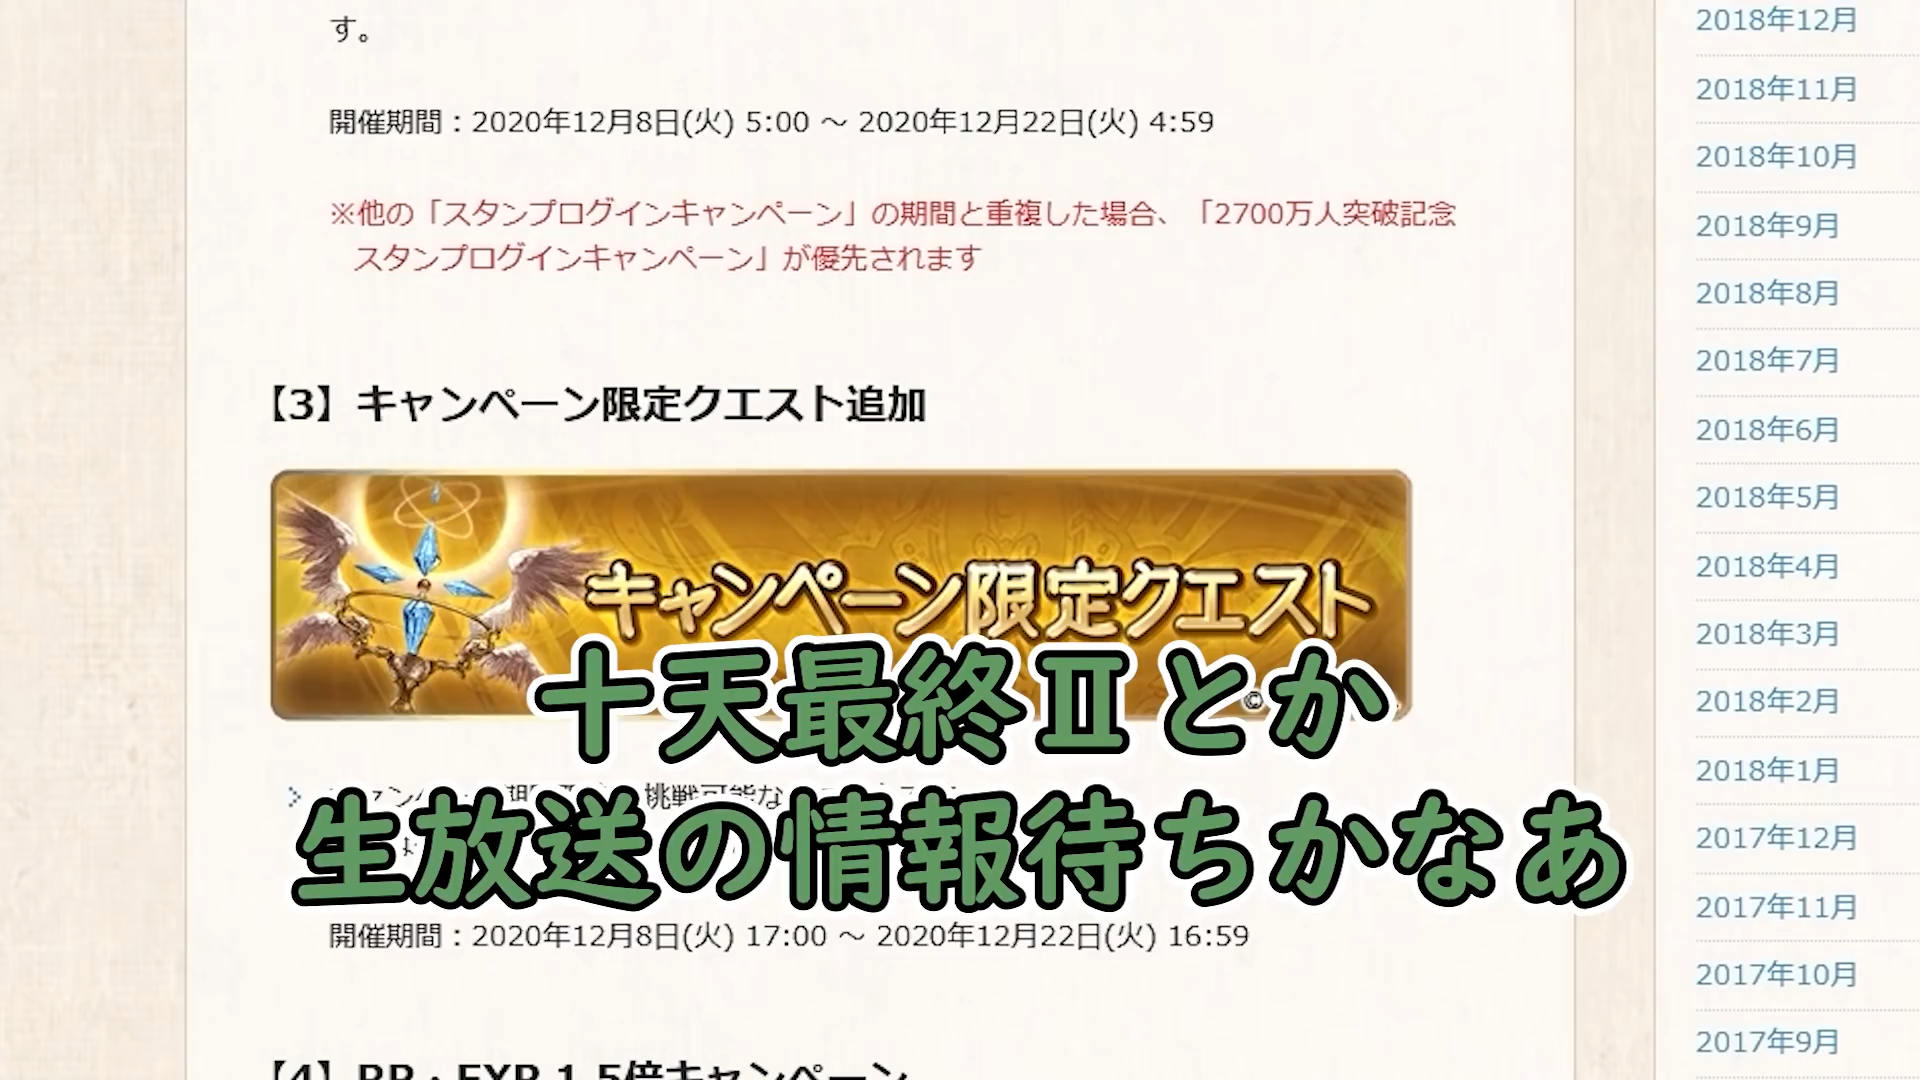 す。
開催期間：2020年12月8日(火) 5:00 ～ 2020年12月22日(火) 4:59
※他の「スタンプログインキャンペーン」の期間と重複した場合、「2700万人突破記念
スタンプログインキャンペーン」が優先されます
【3】キャンペーン限定クエスト追加
キャンペーン限定クエスト
十天最終Ⅱとか
生放送の情報待ちかなあ
開催期間：2020年12月8日(火) 17:00 ～ 2020年12月22日(火) 16:59
【4】RP・EXP 1.5倍キャンペーン
2018年12月
2018年11月
2018年10月
2018年9月
2018年8月
2018年7月
2018年6月
2018年5月
2018年4月
2018年3月
2018年2月
2018年1月
2017年12月
2017年11月
2017年10月
2017年9月